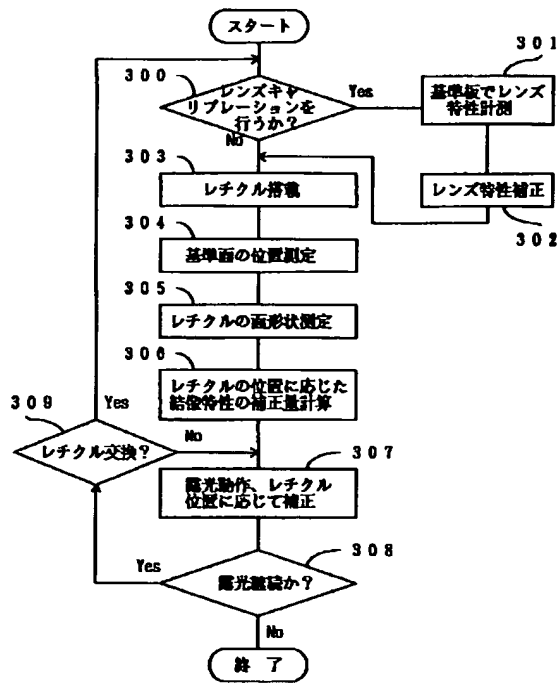 スタート
300
レンズキャ
リブレーションを
行うか？
Yes
No
301
基準板でレンズ
特性計測
レンズ特性補正
302
303
レチクル搭載
304
基準面の位置測定
305
レチクルの面形状測定
306
レチクルの位置に応じた
結像特性の補正量計算
309
Yes
レチクル交換？
No
307
露光動作、レチクル
位置に応じて補正
308
Yes
露光継続か？
No
終 了